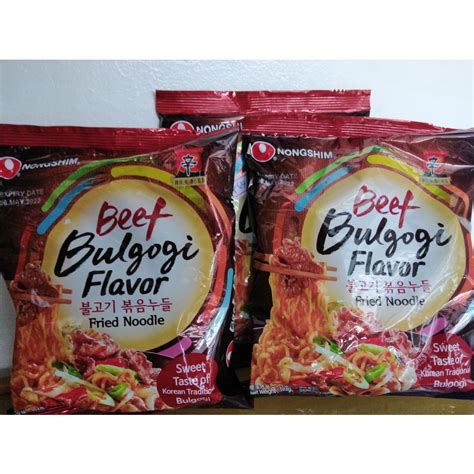 NONGSHIM
辛
EXPIRY DATE
Beef
Bulgogi
Flavor
불고기 볶음누들
Fried Noodle
Sweet
Taste of
Korean Traditional
Bulgogi
NONGSHIM
NONGSHIM
辛
Beef
Bulgogi
Flavor
불고기 볶음누들
Fried Noodle
Sweet
Taste of
Korean Traditional
Bulgogi